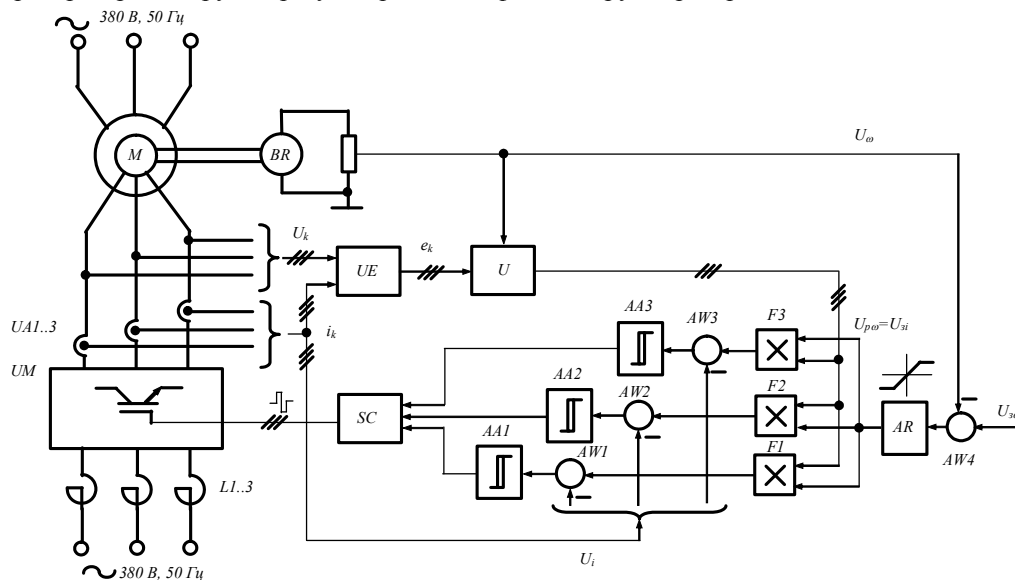 380 В, 50 Гц
M
BR
Uω
Uk
UE
ek
U
ik
UA1..3
UM
AA3
AW3
F3
Upω=Uзi
AA2
AW2
F2
SC
AR
AW4
AA1
AW1
F1
L1..3
Ui
380 В, 50 Гц